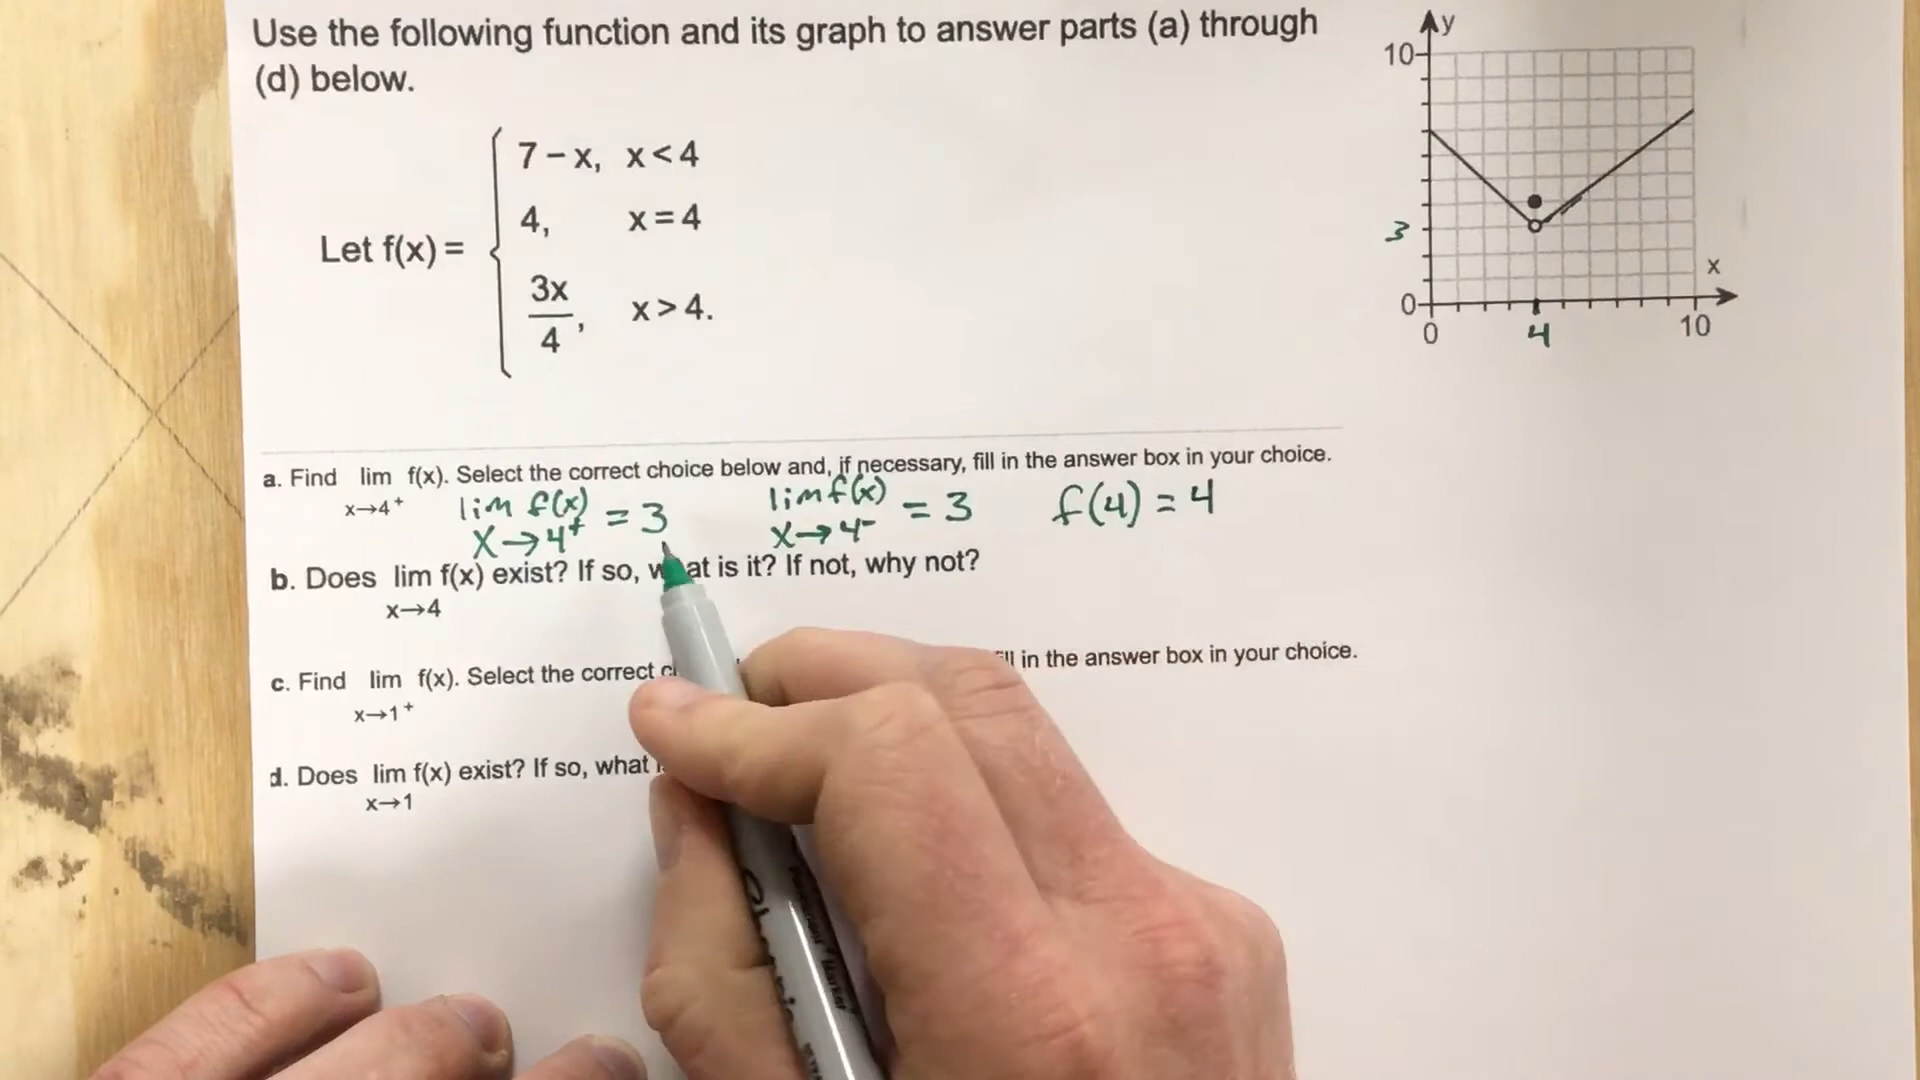 Use the following function and its graph to answer parts (a) through
(d) below.
Let f(x) =
7 − x, x < 4
4, x = 4
3x
4
, x > 4.
y
10
3
0
0
4
10
x
a. Find lim f(x). Select the correct choice below and, if necessary, fill in the answer box in your choice.
x→4⁺
lim f(x) = 3
x→4⁺
lim f(x) = 3
x→4⁻
f(4) = 4
b. Does lim f(x) exist? If so, what is it? If not, why not?
x→4
c. Find lim f(x). Select the correct ill in the answer box in your choice.
x→1⁺
d. Does lim f(x) exist? If so, what
x→1